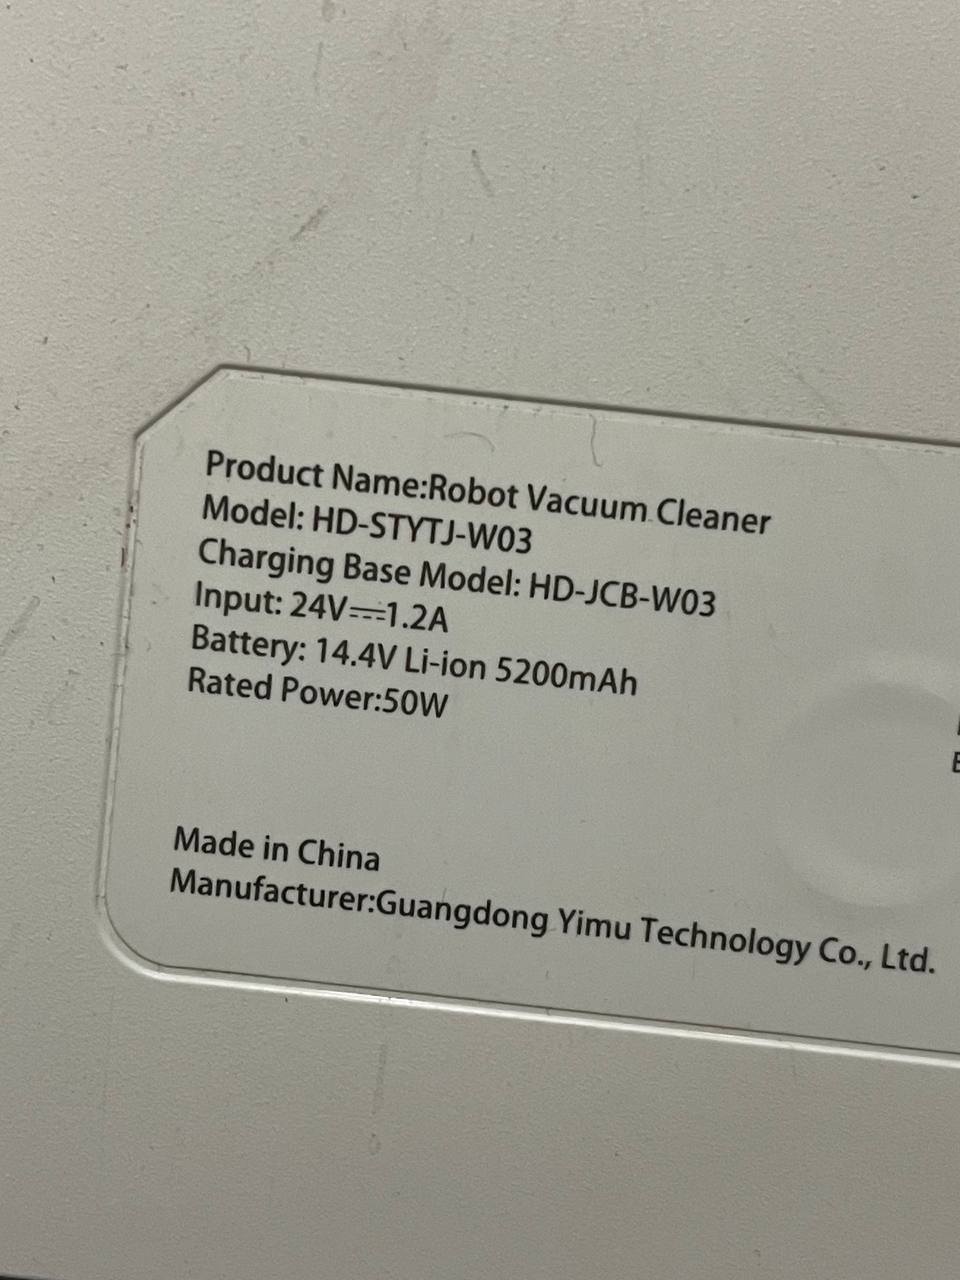 Product Name:Robot Vacuum Cleaner
Model: HD-STYTJ-W03
Charging Base Model: HD-JCB-W03
Input: 24V⎓1.2A
Battery: 14.4V Li-ion 5200mAh
Rated Power:50W
Made in China
Manufacturer:Guangdong Yimu Technology Co., Ltd.